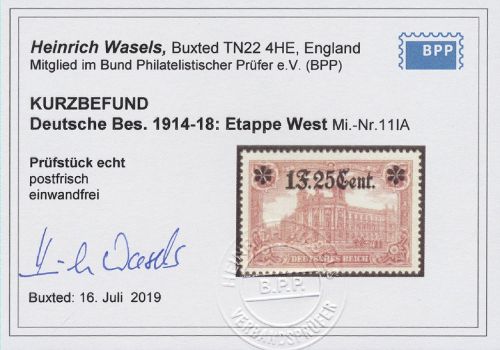 Heinrich Wasels, Buxted TN22 4HE, England
Mitglied im Bund Philatelistischer Prüfer e.V. (BPP)
BPP
KURZBEFUND
Deutsche Bes. 1914-18: Etappe West Mi.-Nr.11IA
Prüfstück echt
postfrisch
einwandfrei
1F.25Cent.
DEUTSCHES REICH
Buxted: 16. Juli 2019
B.P.P.
VERBANDSPRÜFER